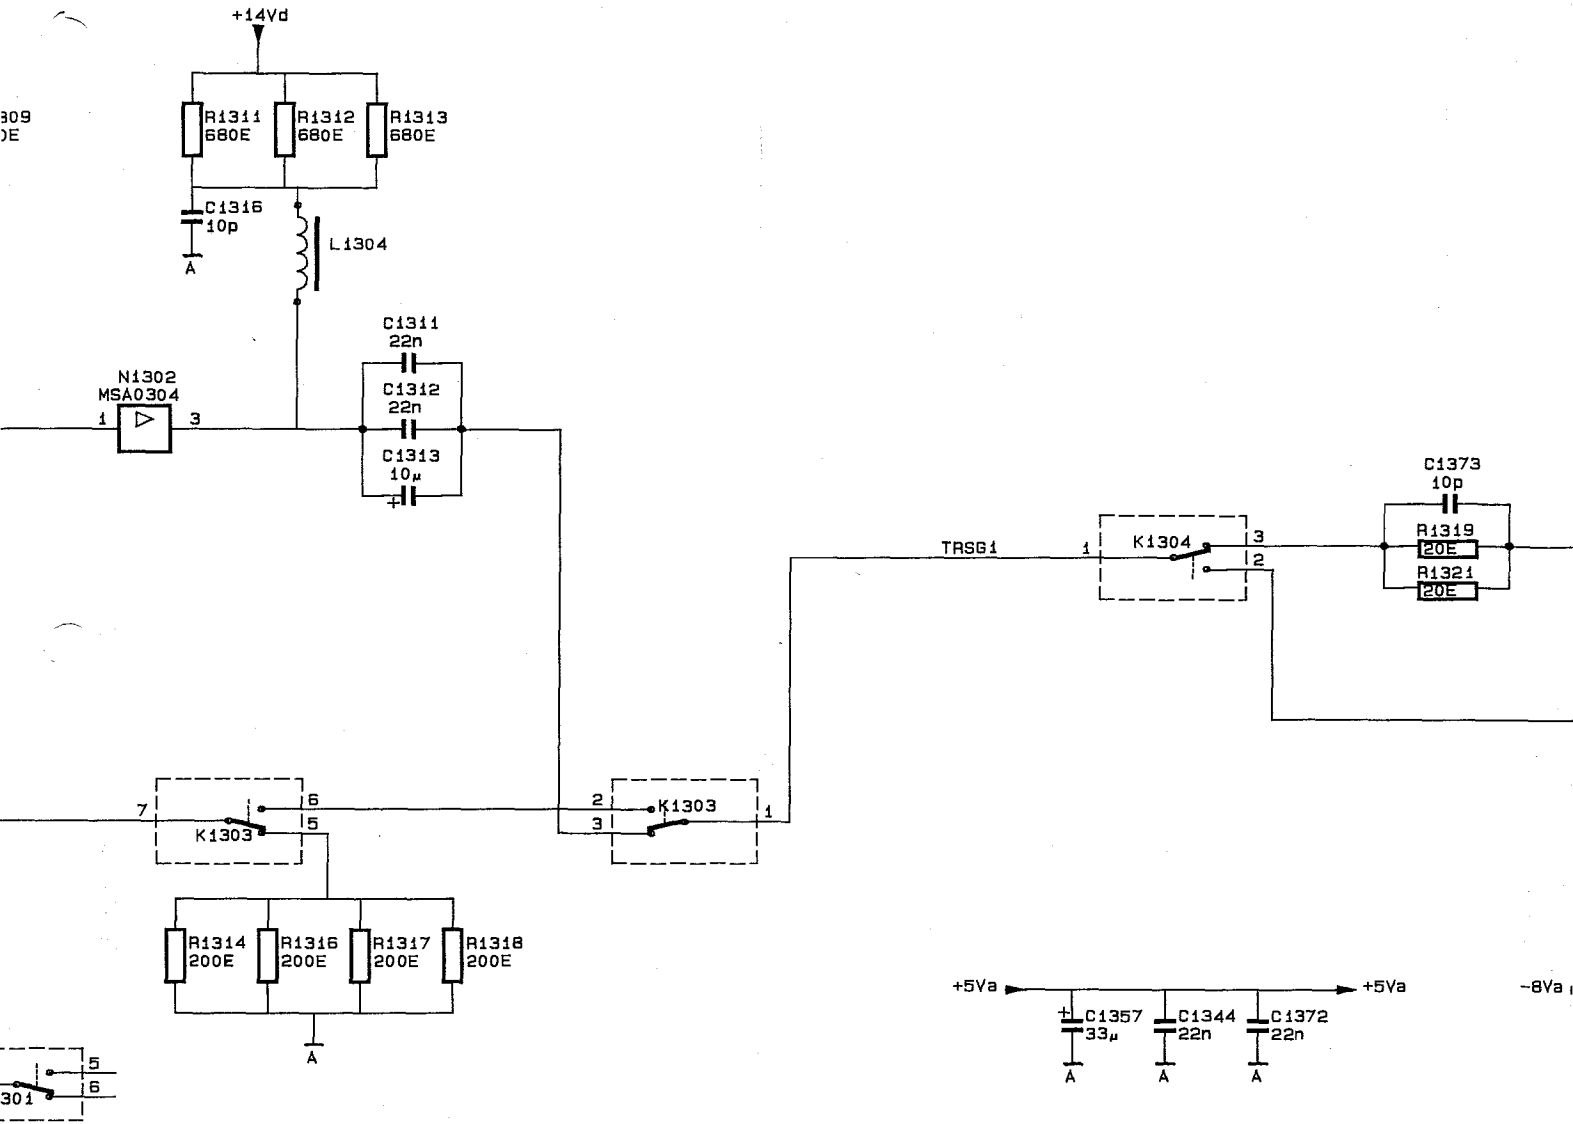 +14Vd
R1311
680E
R1312
680E
R1313
680E
309
0E
C1316
10p
A
L1304
C1311
22n
C1312
22n
C1313
10µ
+
N1302
MSA0304
1
3
C1373
10p
R1319
20E
R1321
20E
TRSG1
1
K1304
3
2
7
K1303
6
5
2
3
K1303
1
R1314
200E
R1316
200E
R1317
200E
R1318
200E
A
+5Va
+5Va
-8Va
+
C1357
33µ
C1344
22n
C1372
22n
A
A
A
5
6
301